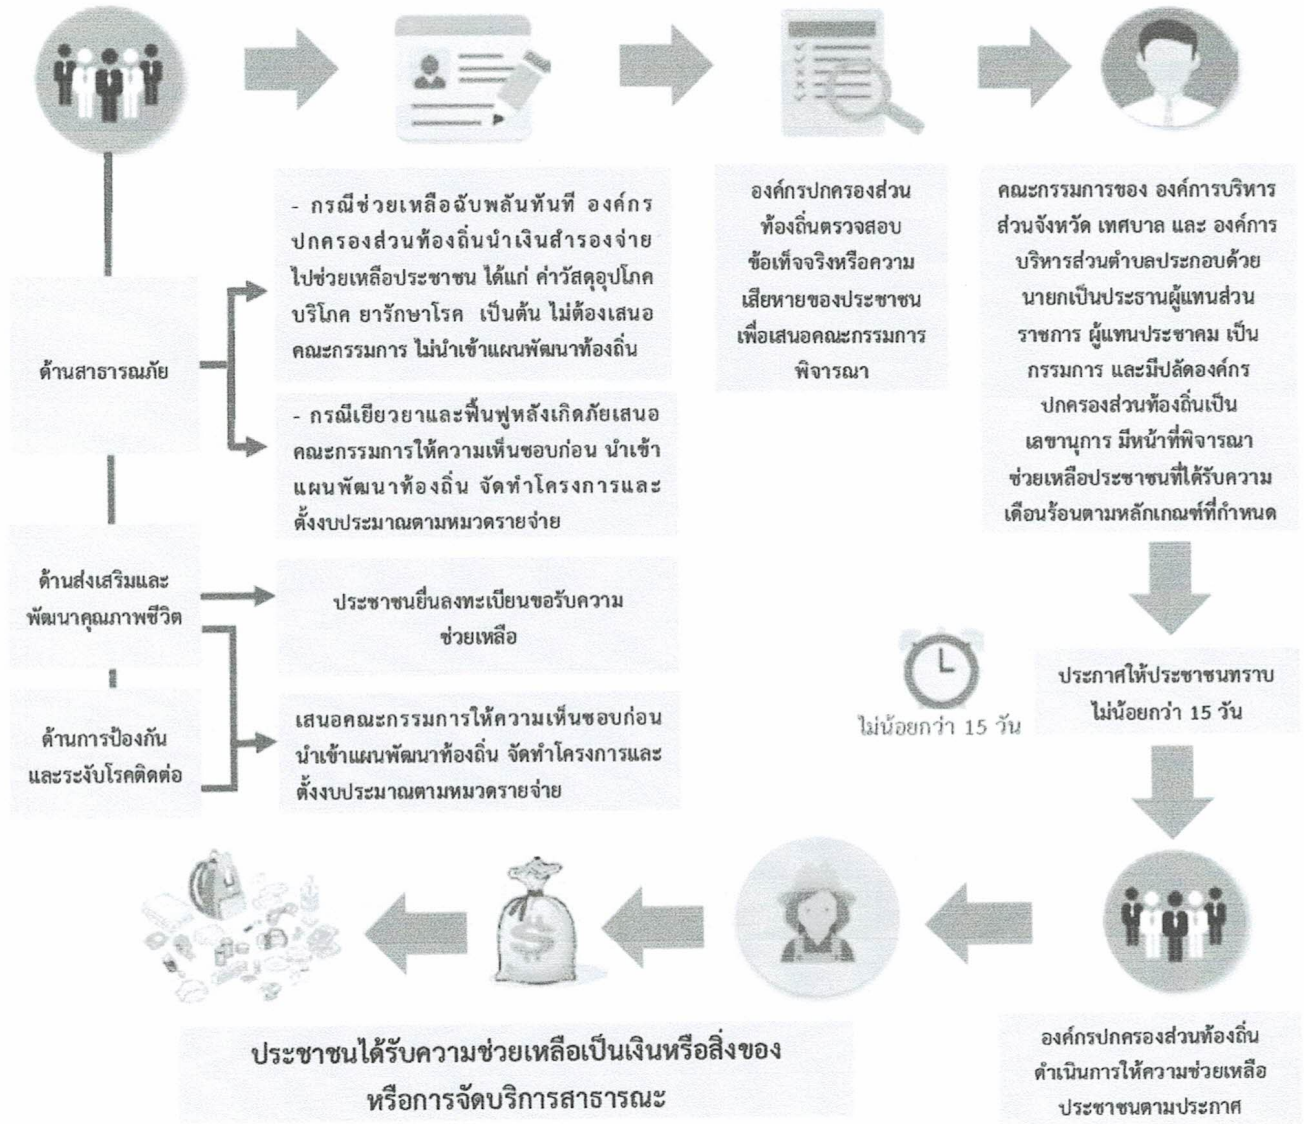 - กรณีช่วยเหลือฉับพลันทันที องค์กร
ปกครองส่วนท้องถิ่นนำเงินสำรองจ่าย
ไปช่วยเหลือประชาชน ได้แก่ ค่าวัสดุอุปโภค
บริโภค ยารักษาโรค เป็นต้น ไม่ต้องเสนอ
คณะกรรมการ ไม่นำเข้าแผนพัฒนาท้องถิ่น
องค์กรปกครองส่วน
ท้องถิ่นตรวจสอบ
ข้อเท็จจริงหรือความ
เสียหายของประชาชน
เพื่อเสนอคณะกรรมการ
พิจารณา
คณะกรรมการของ องค์การบริหาร
ส่วนจังหวัด เทศบาล และ องค์การ
บริหารส่วนตำบลประกอบด้วย
นายกเป็นประธานผู้แทนส่วน
ราชการ ผู้แทนประชาคม เป็น
กรรมการ และมีปลัดองค์กร
ปกครองส่วนท้องถิ่นเป็น
เลขานุการ มีหน้าที่พิจารณา
ช่วยเหลือประชาชนที่ได้รับความ
เดือนร้อนตามหลักเกณฑ์ที่กำหนด
ด้านสาธารณภัย
- กรณีเยียวยาและฟื้นฟูหลังเกิดภัยเสนอ
คณะกรรมการให้ความเห็นชอบก่อน นำเข้า
แผนพัฒนาท้องถิ่น จัดทำโครงการและ
ตั้งงบประมาณตามหมวดรายจ่าย
ด้านส่งเสริมและ
พัฒนาคุณภาพชีวิต
ประชาชนยื่นลงทะเบียนขอรับความ
ช่วยเหลือ
ไม่น้อยกว่า 15 วัน
ประกาศให้ประชาชนทราบ
ไม่น้อยกว่า 15 วัน
ด้านการป้องกัน
และระงับโรคติดต่อ
เสนอคณะกรรมการให้ความเห็นชอบก่อน
นำเข้าแผนพัฒนาท้องถิ่น จัดทำโครงการและ
ตั้งงบประมาณตามหมวดรายจ่าย
องค์กรปกครองส่วนท้องถิ่น
ดำเนินการให้ความช่วยเหลือ
ประชาชนตามประกาศ
ประชาชนได้รับความช่วยเหลือเป็นเงินหรือสิ่งของ
หรือการจัดบริการสาธารณะ